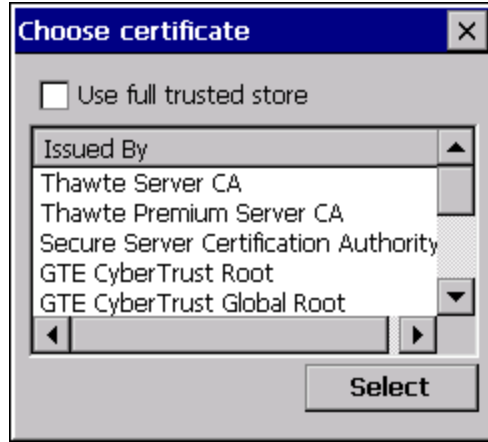 Choose certificate
Use full trusted store
Issued By
Thawte Server CA
Thawte Premium Server CA
Secure Server Certification Authority
GTE CyberTrust Root
GTE CyberTrust Global Root
Select